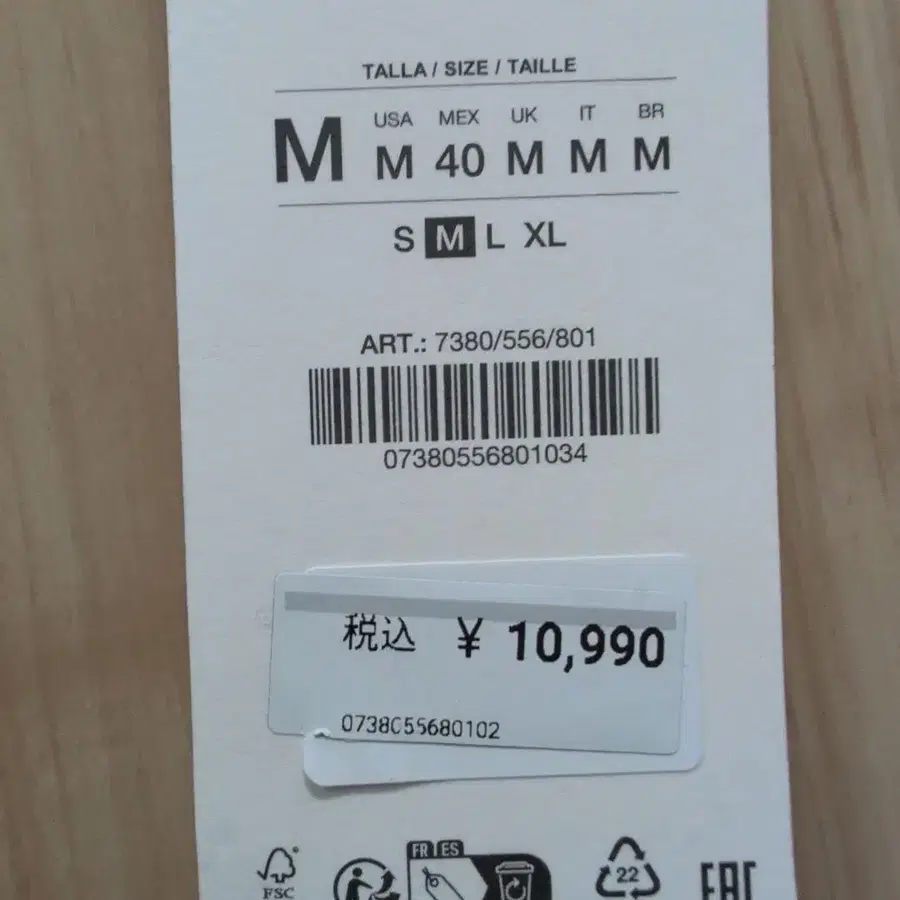 TALLA / SIZE / TAILLE
USA MEX UK IT BR
M M 40 M M M
S M L XL
ART.: 7380/556/801
07380556801034
税込 ¥ 10,990
0738055680102
FR ES
FSC
22
EAC